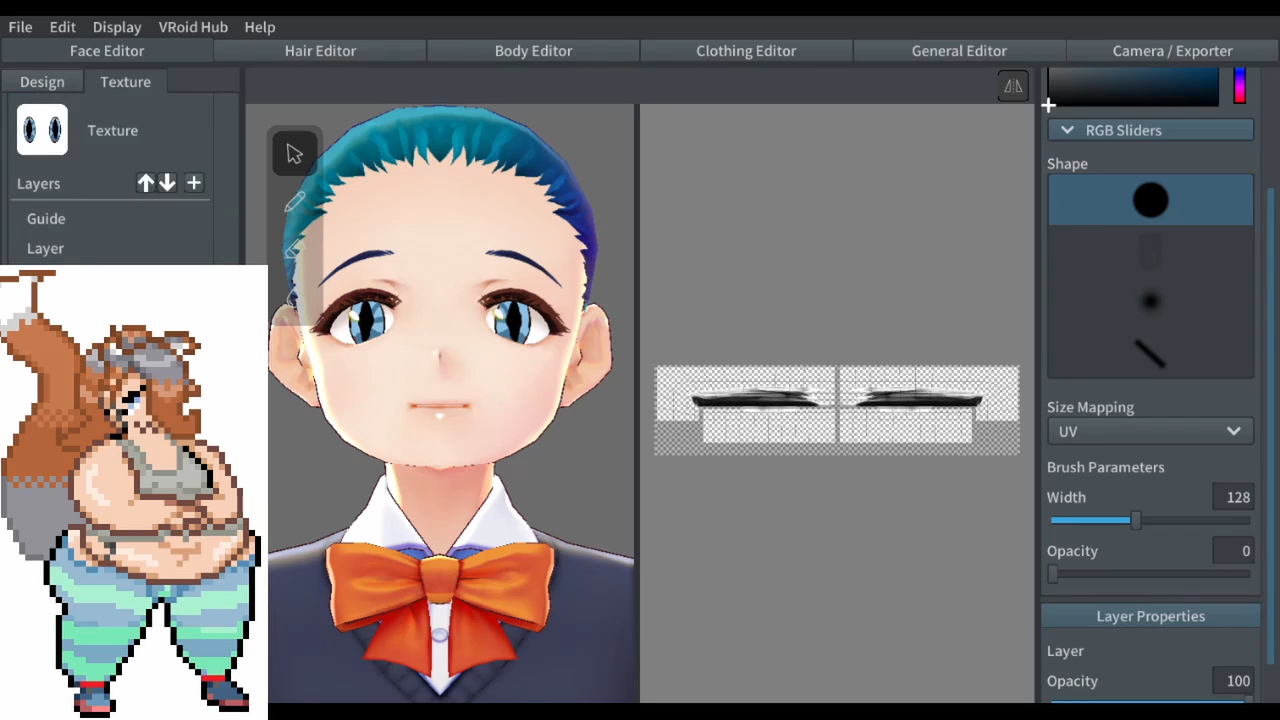 File Edit Display VRoid Hub Help
Face Editor Hair Editor Body Editor Clothing Editor General Editor Camera / Exporter
Design Texture
Texture
Layers
Guide
Layer
RGB Sliders
Shape
Size Mapping
UV
Brush Parameters
Width 128
Opacity 0
Layer Properties
Layer
Opacity 100